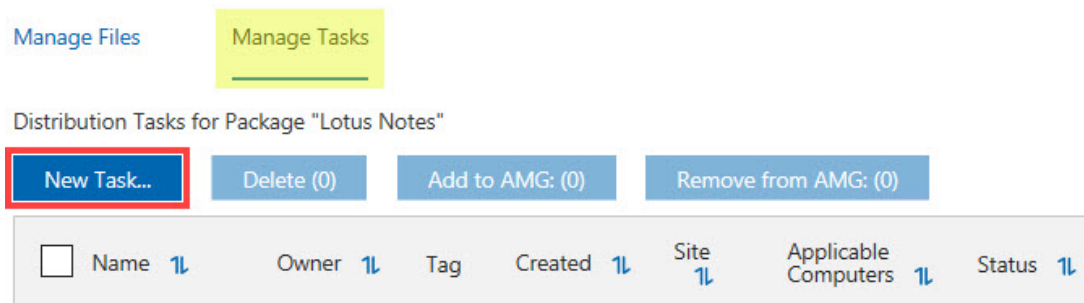 Manage Files Manage Tasks
Distribution Tasks for Package "Lotus Notes"
New Task... Delete (0) Add to AMG: (0) Remove from AMG: (0)
Name Owner Tag Created Site Applicable Computers Status